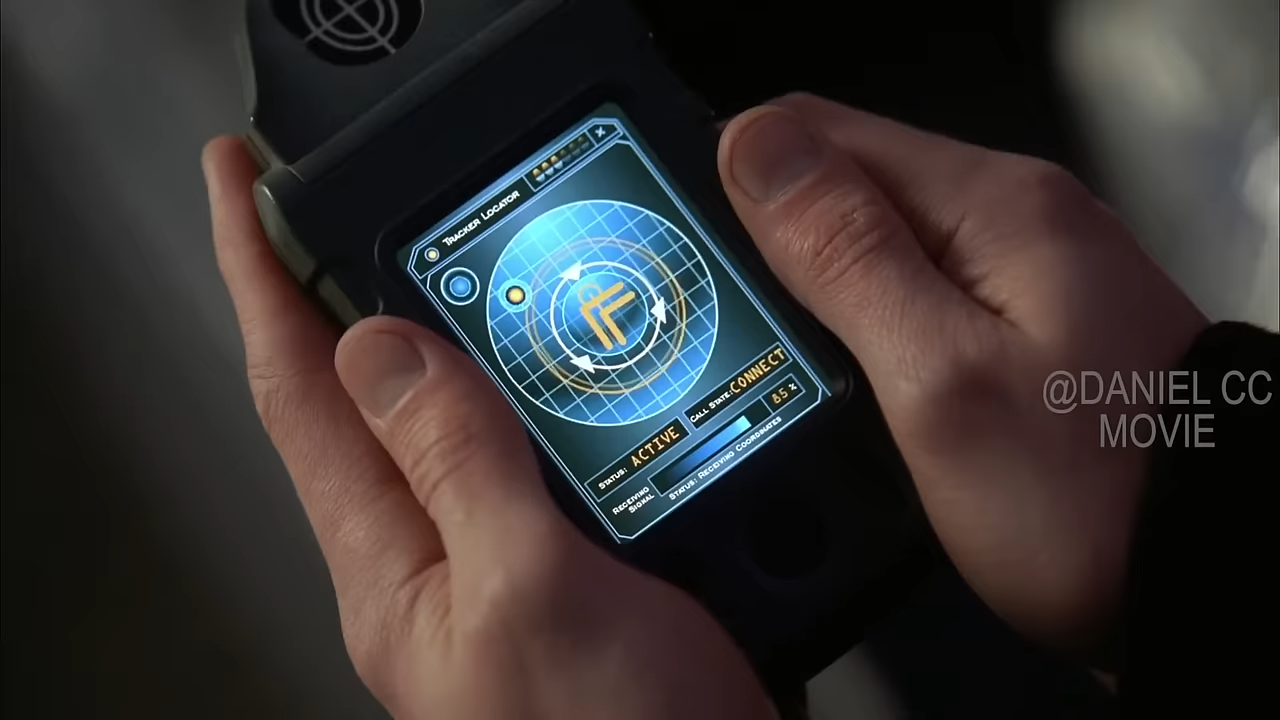 TRACKER LOCATOR
X
STATUS: ACTIVE
CALL STATE: CONNECT
RECEIVING
SIGNAL
85 %
STATUS: RECEIVING COORDINATES
@DANIEL CC
MOVIE